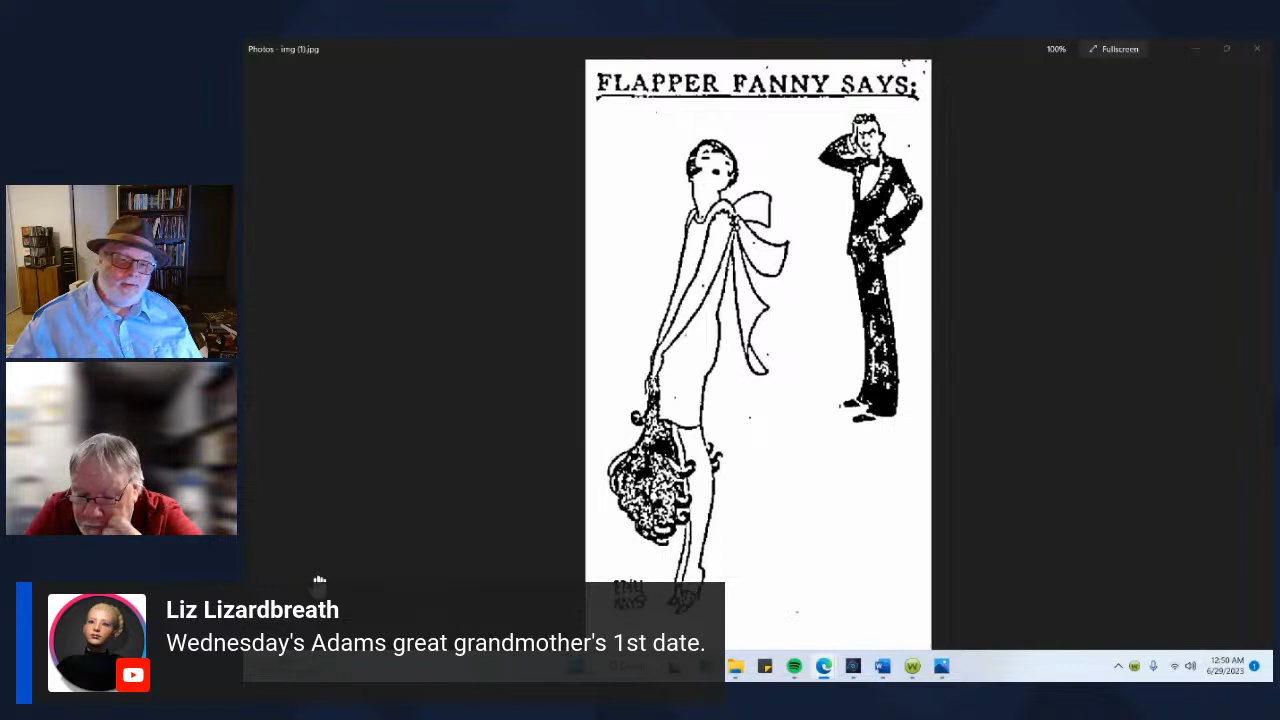 Photos - img (1).jpg
100%
Fullscreen
FLAPPER FANNY SAYS:
Liz Lizardbreath
Wednesday's Adams great grandmother's 1st date.
12:50 AM
6/29/2023